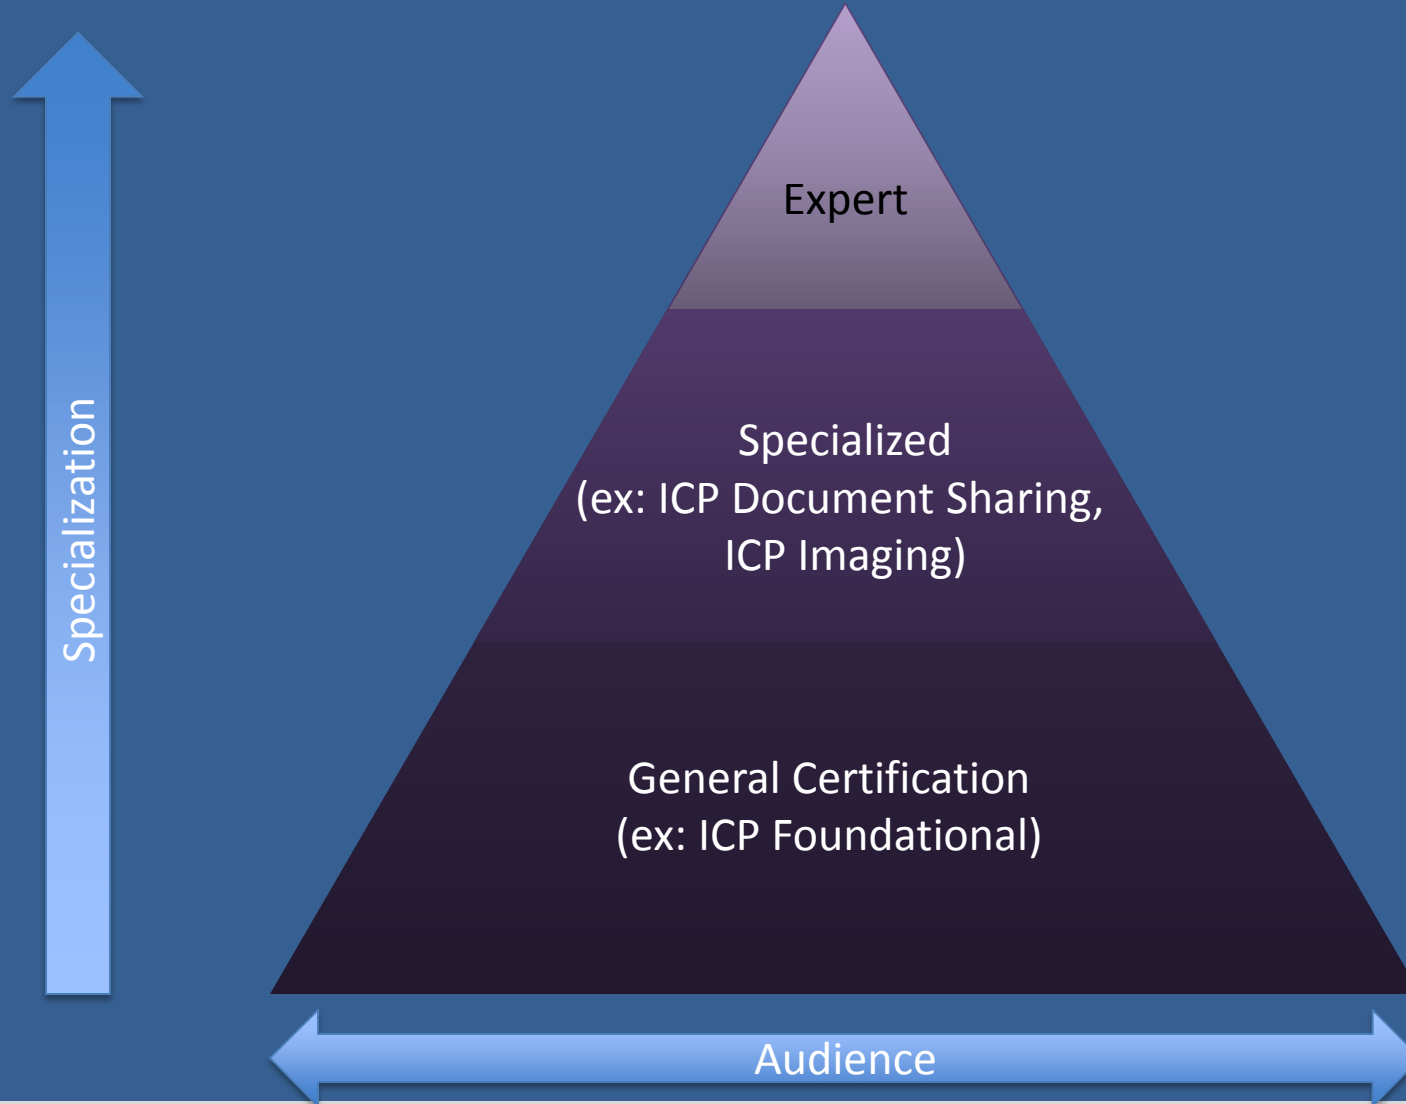 Expert
Specialization
Specialized
(ex: ICP Document Sharing,
ICP Imaging)
General Certification
(ex: ICP Foundational)
Audience